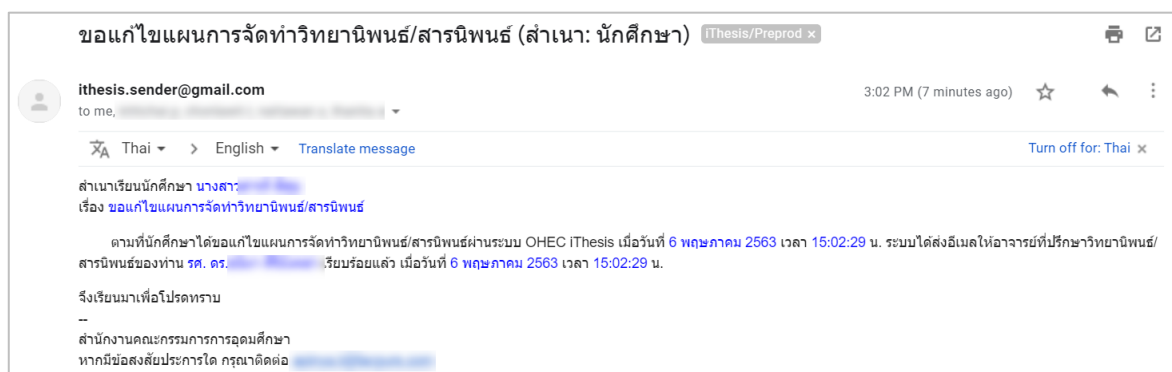 ขอแก้ไขแผนการจัดทำวิทยานิพนธ์/สารนิพนธ์ (สำเนา: นักศึกษา) iThesis/Preprod ×
ithesis.sender@gmail.com 3:02 PM (7 minutes ago)
to me,
Thai > English Translate message Turn off for: Thai ×
สำเนาเรียนนักศึกษา นางสาว
เรื่อง ขอแก้ไขแผนการจัดทำวิทยานิพนธ์/สารนิพนธ์
ตามที่นักศึกษาได้ขอแก้ไขแผนการจัดทำวิทยานิพนธ์/สารนิพนธ์ผ่านระบบ OHEC iThesis เมื่อวันที่ 6 พฤษภาคม 2563 เวลา 15:02:29 น. ระบบได้ส่งอีเมลให้อาจารย์ที่ปรึกษาวิทยานิพนธ์/
สารนิพนธ์ของท่าน รศ. ดร. เรียบร้อยแล้ว เมื่อวันที่ 6 พฤษภาคม 2563 เวลา 15:02:29 น.
จึงเรียนมาเพื่อโปรดทราบ
--
สำนักงานคณะกรรมการการอุดมศึกษา
หากมีข้อสงสัยประการใด กรุณาติดต่อ